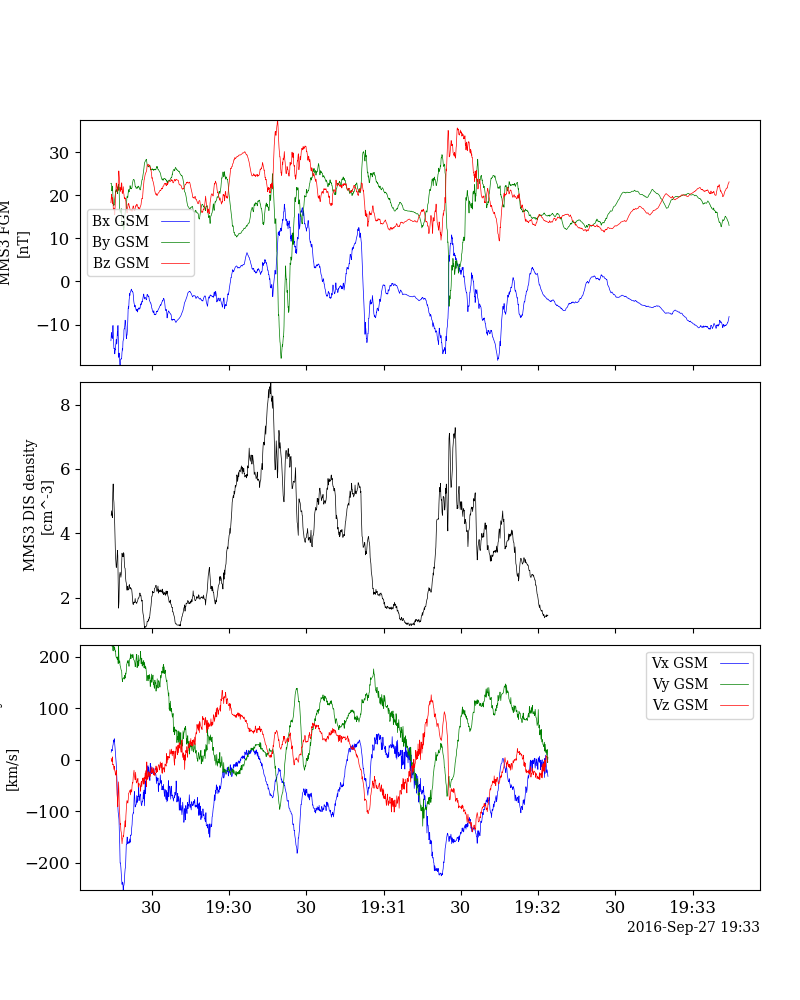 MMS3 FGM
[nT]
30
20
10
0
−10
Bx GSM
By GSM
Bz GSM
MMS3 DIS density
[cm^-3]
8
6
4
2
[km/s]
200
100
0
−100
−200
Vx GSM
Vy GSM
Vz GSM
30
19:30
30
19:31
30
19:32
30
19:33
2016-Sep-27 19:33